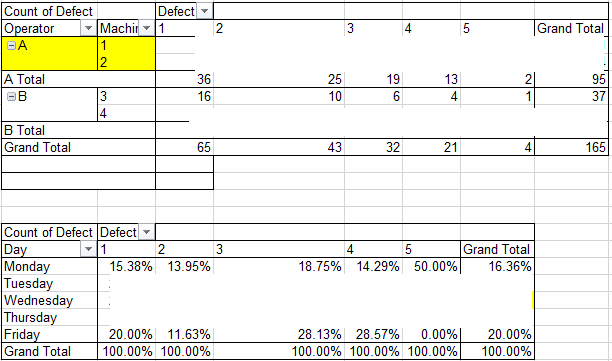 Count of Defect Defect
Operator Machin 1 2 3 4 5 Grand Total
A 1
2
A Total 36 25 19 13 2 95
B 3 16 10 6 4 1 37
4
B Total
Grand Total 65 43 32 21 4 165
Count of Defect Defect
Day 1 2 3 4 5 Grand Total
Monday 15.38% 13.95% 18.75% 14.29% 50.00% 16.36%
Tuesday
Wednesday
Thursday
Friday 20.00% 11.63% 28.13% 28.57% 0.00% 20.00%
Grand Total 100.00% 100.00% 100.00% 100.00% 100.00% 100.00%